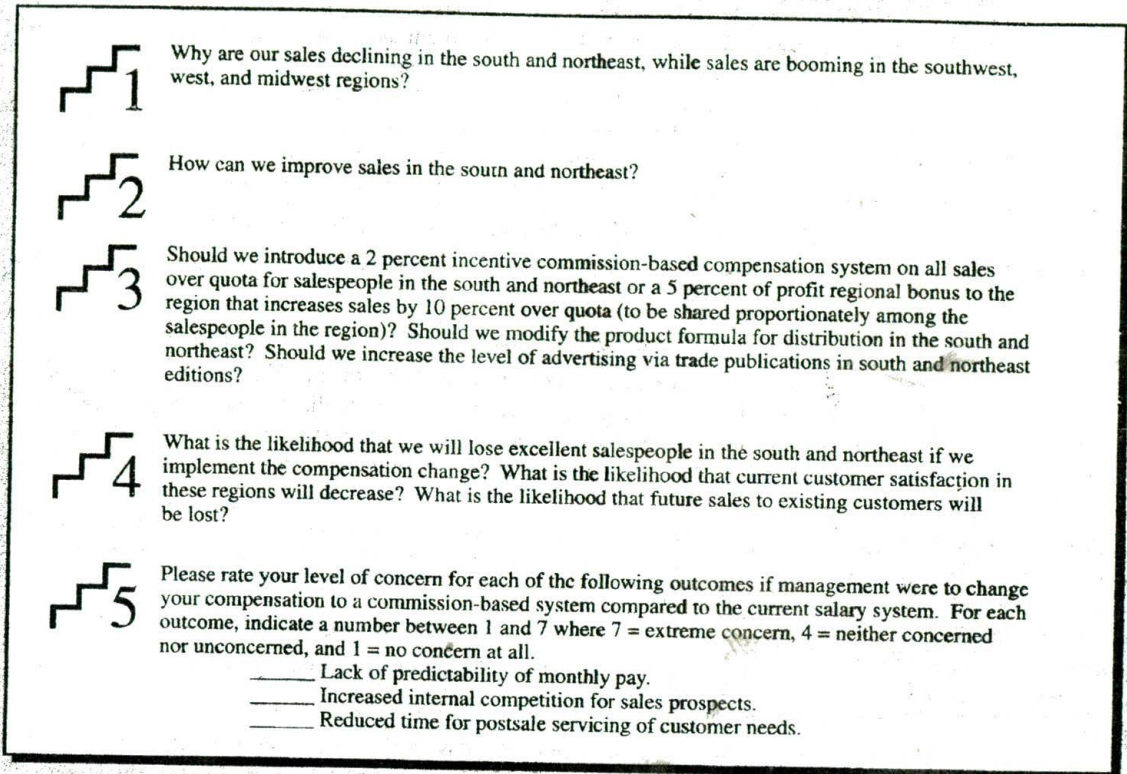 1
Why are our sales declining in the south and northeast, while sales are booming in the southwest,
west, and midwest regions?
2
How can we improve sales in the south and northeast?
3
Should we introduce a 2 percent incentive commission-based compensation system on all sales
over quota for salespeople in the south and northeast or a 5 percent of profit regional bonus to the
region that increases sales by 10 percent over quota (to be shared proportionately among the
salespeople in the region)? Should we modify the product formula for distribution in the south and
northeast? Should we increase the level of advertising via trade publications in south and northeast
editions?
4
What is the likelihood that we will lose excellent salespeople in the south and northeast if we
implement the compensation change? What is the likelihood that current customer satisfaction in
these regions will decrease? What is the likelihood that future sales to existing customers will
be lost?
5
Please rate your level of concern for each of the following outcomes if management were to change
your compensation to a commission-based system compared to the current salary system. For each
outcome, indicate a number between 1 and 7 where 7 = extreme concern, 4 = neither concerned
nor unconcerned, and 1 = no concern at all.
______ Lack of predictability of monthly pay.
______ Increased internal competition for sales prospects.
______ Reduced time for postsale servicing of customer needs.